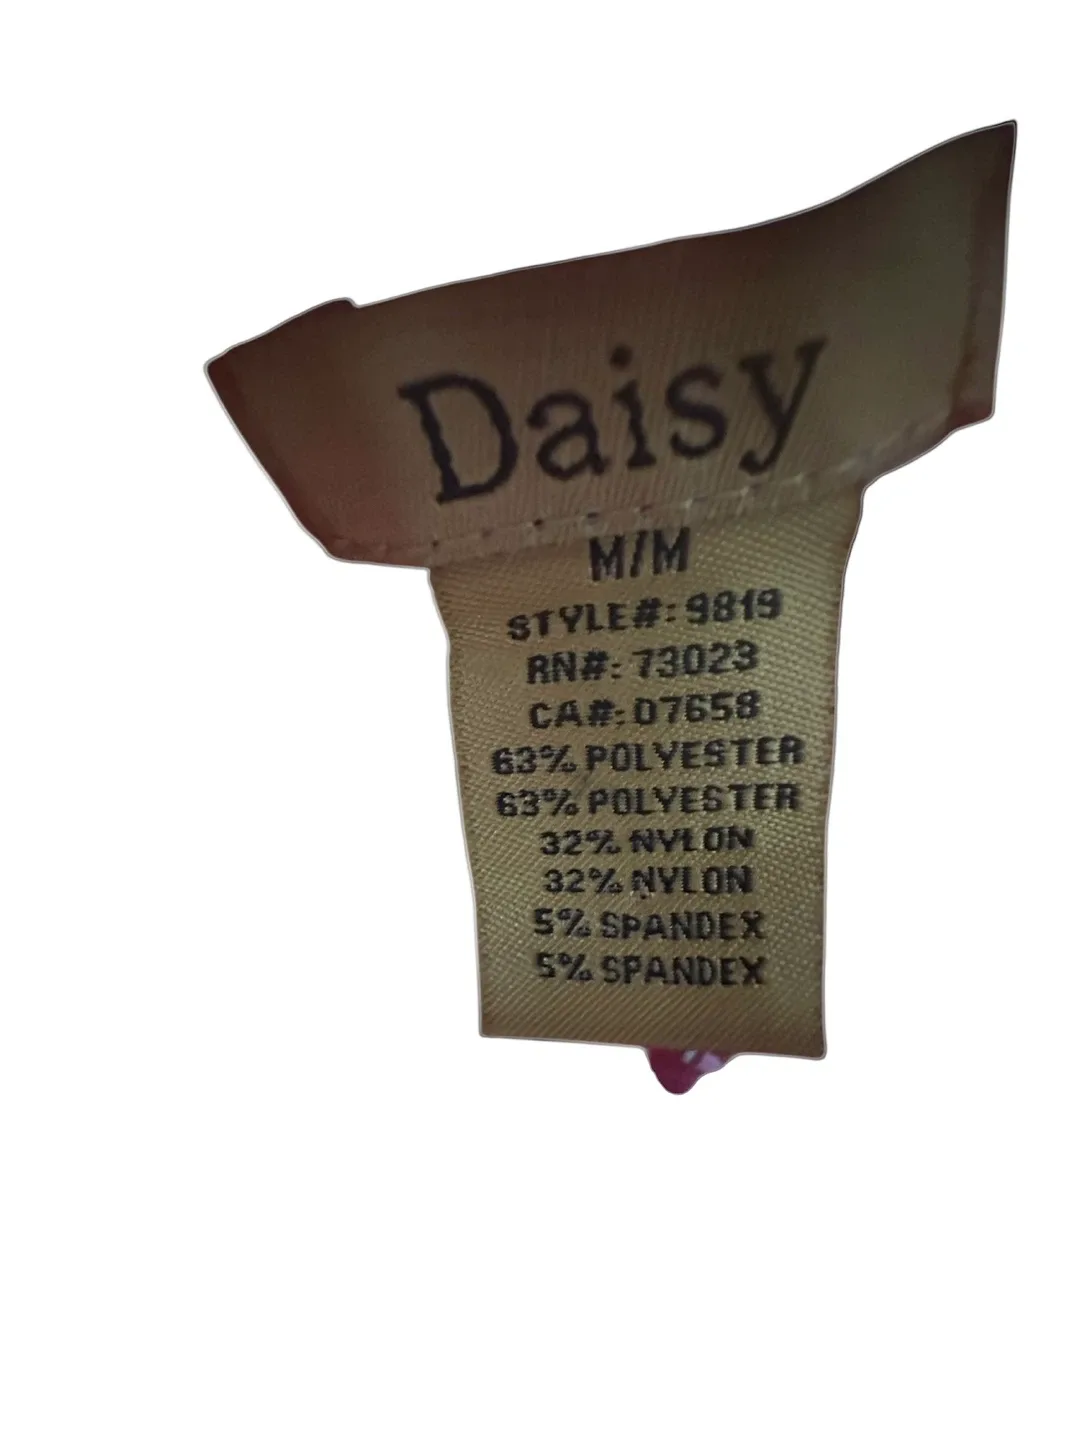 Daisy
M/M
STYLE#: 9819
RN#: 73023
CA#: 07658
63% POLYESTER
63% POLYESTER
32% NYLON
32% NYLON
5% SPANDEX
5% SPANDEX